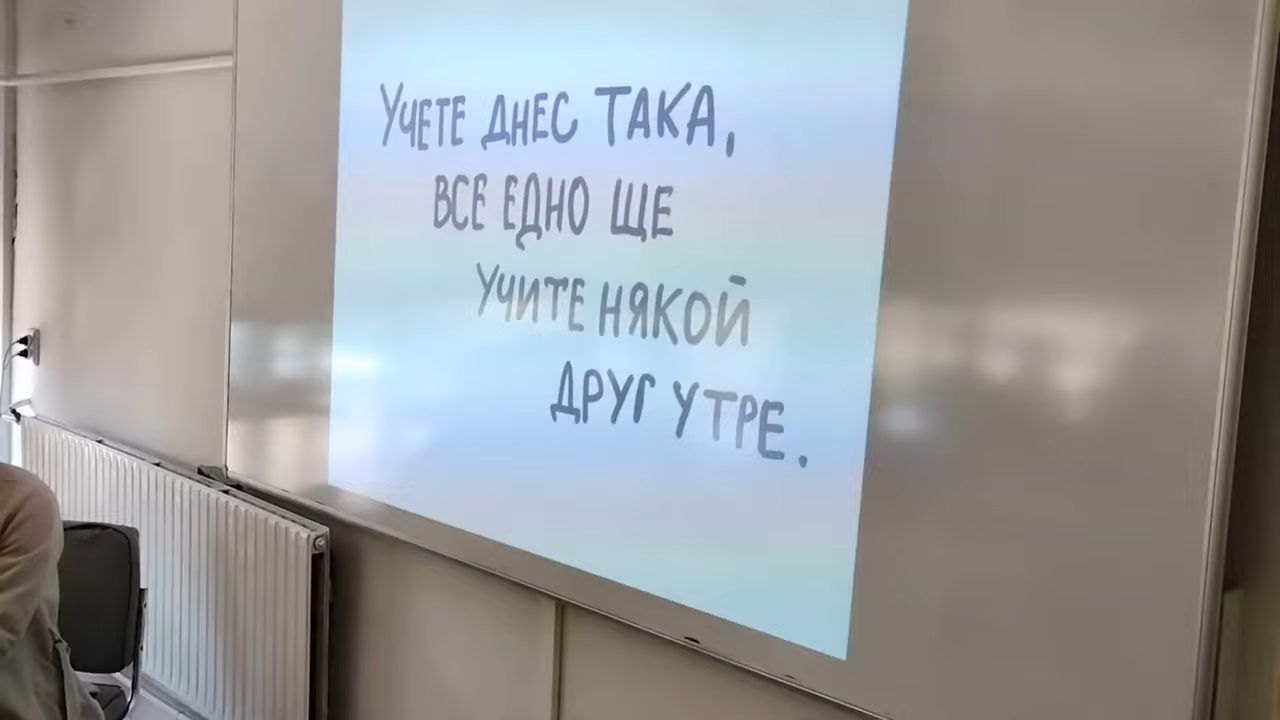 УЧЕТЕ ДНЕС ТАКА,
ВСЕ ЕДНО ЩЕ
УЧИТЕ НЯКОЙ
ДРУГ УТРЕ.